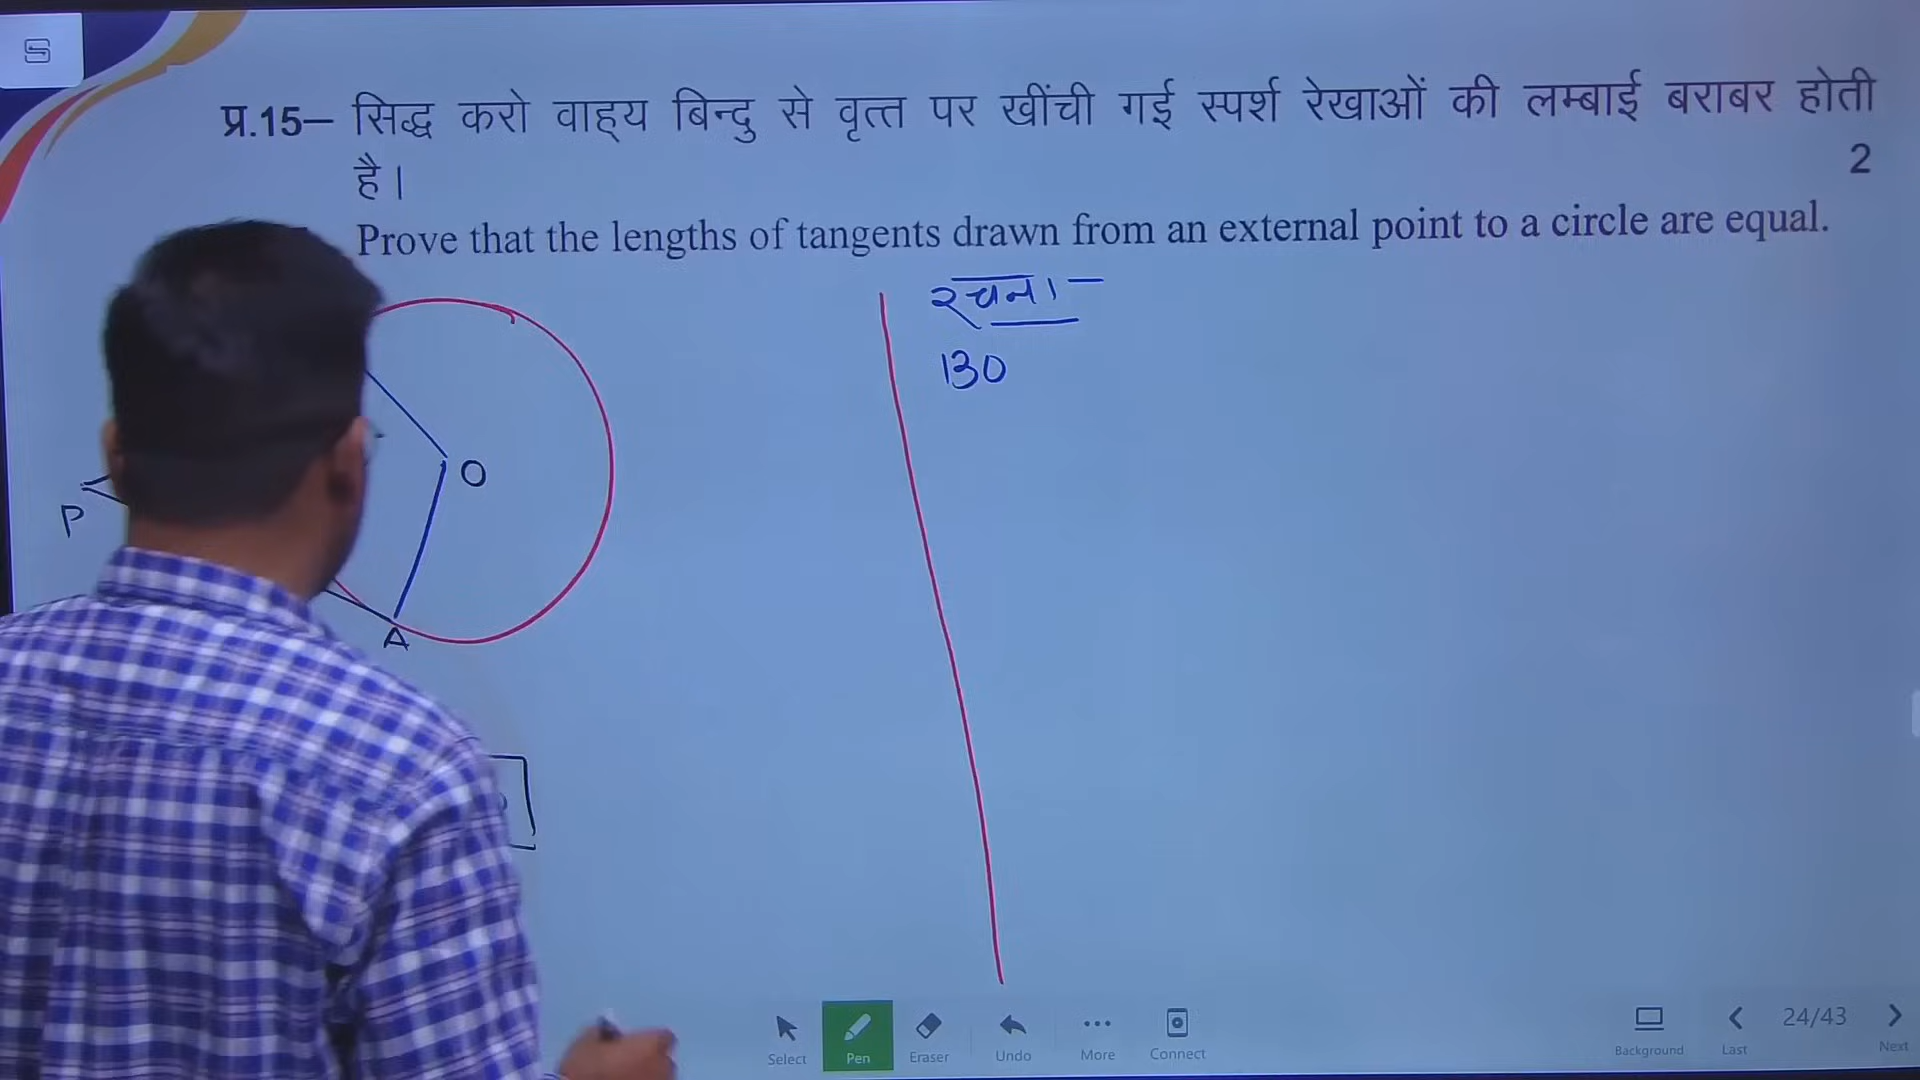 प्र.15– सिद्ध करो वाह्य बिन्दु से वृत्त पर खींची गई स्पर्श रेखाओं की लम्बाई बराबर होती
है। 2
Prove that the lengths of tangents drawn from an external point to a circle are equal.
रचना –
BO
O
P
A
Select Pen Eraser Undo More Connect
Background Last 24/43 Next